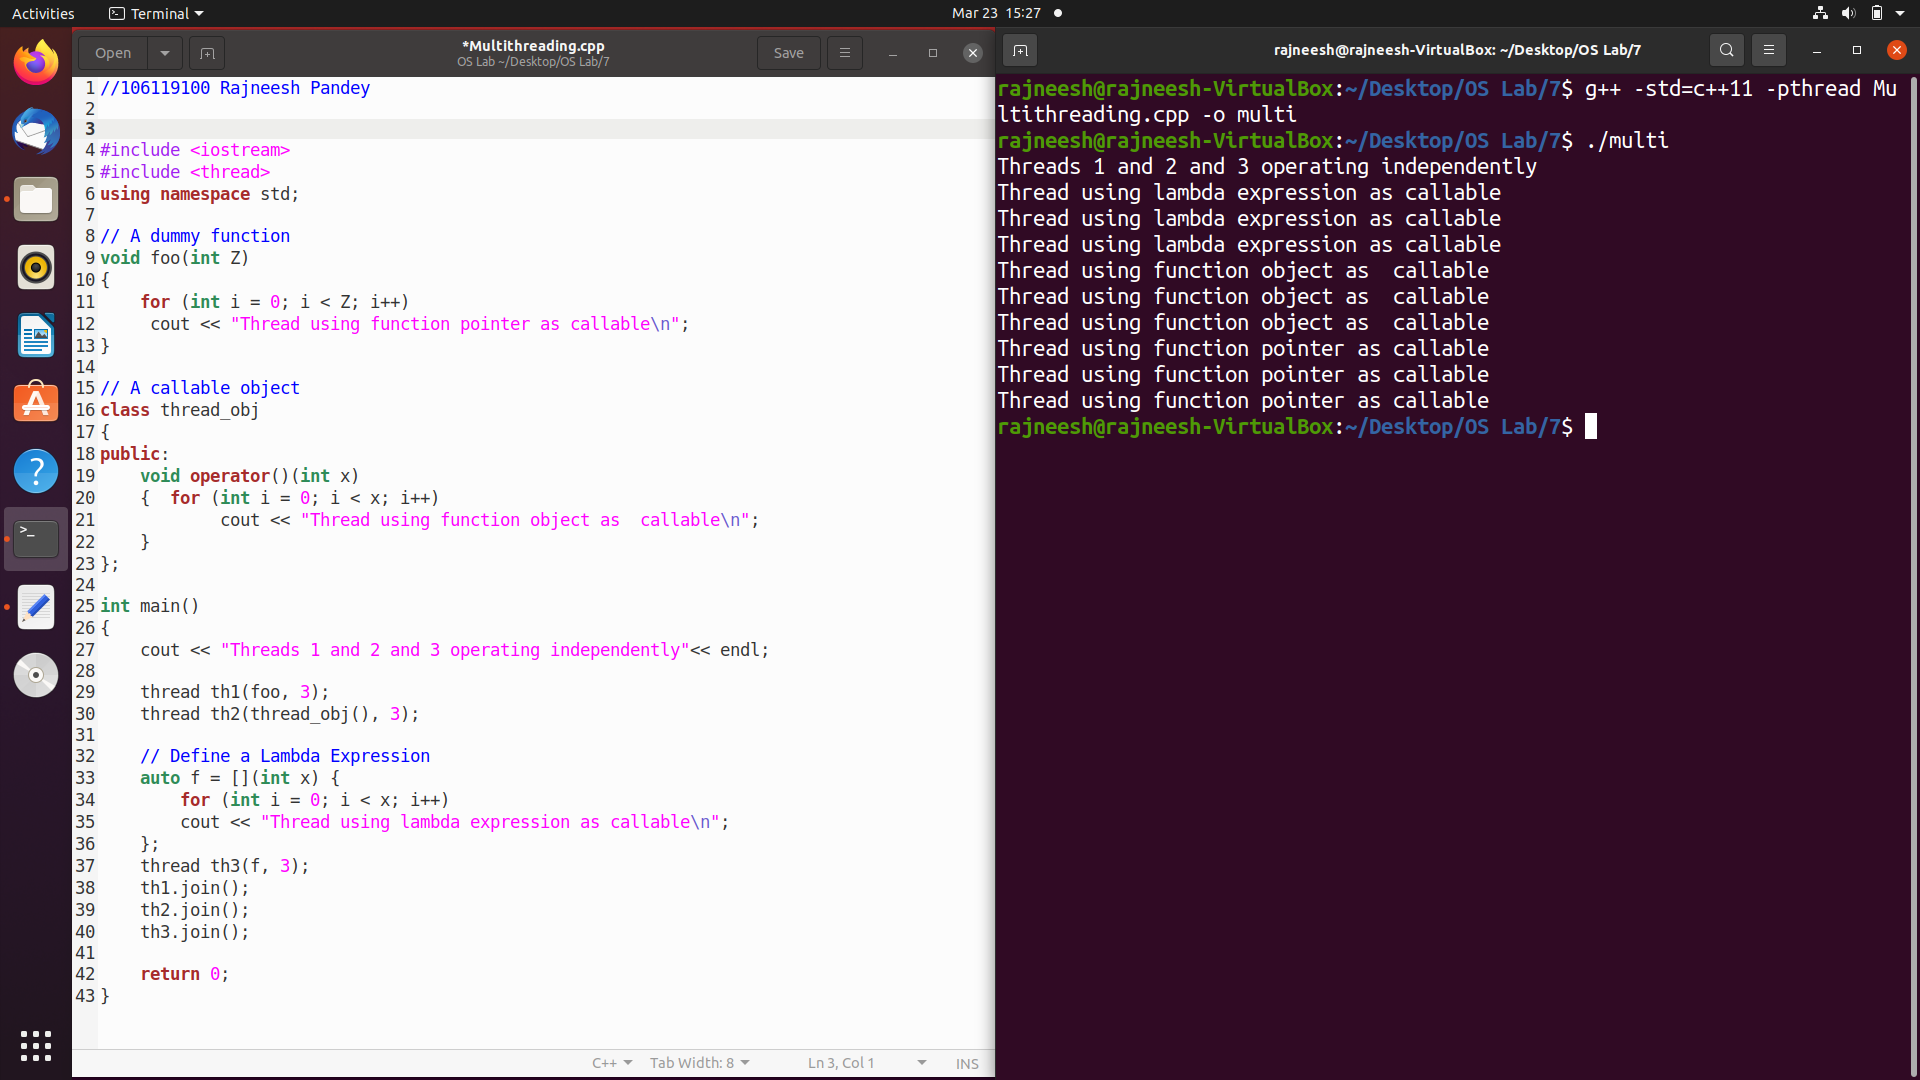 Activities
Terminal
Mar 23 15:27
Open
*Multithreading.cpp
OS Lab ~/Desktop/OS Lab/7
Save
1 //106119100 Rajneesh Pandey
2
3
4 #include <iostream>
5 #include <thread>
6 using namespace std;
7
8 // A dummy function
9 void foo(int Z)
10 {
11     for (int i = 0; i < Z; i++)
12      cout << "Thread using function pointer as callable\n";
13 }
14
15 // A callable object
16 class thread_obj
17 {
18 public:
19     void operator()(int x)
20     {  for (int i = 0; i < x; i++)
21             cout << "Thread using function object as  callable\n";
22     }
23 };
24
25 int main()
26 {
27     cout << "Threads 1 and 2 and 3 operating independently"<< endl;
28
29     thread th1(foo, 3);
30     thread th2(thread_obj(), 3);
31
32     // Define a Lambda Expression
33     auto f = [](int x) {
34         for (int i = 0; i < x; i++)
35         cout << "Thread using lambda expression as callable\n";
36     };
37     thread th3(f, 3);
38     th1.join();
39     th2.join();
40     th3.join();
41
42     return 0;
43 }
C++
Tab Width: 8
Ln 3, Col 1
INS
rajneesh@rajneesh-VirtualBox: ~/Desktop/OS Lab/7
rajneesh@rajneesh-VirtualBox:~/Desktop/OS Lab/7$ g++ -std=c++11 -pthread Mu
ltithreading.cpp -o multi
rajneesh@rajneesh-VirtualBox:~/Desktop/OS Lab/7$ ./multi
Threads 1 and 2 and 3 operating independently
Thread using lambda expression as callable
Thread using lambda expression as callable
Thread using lambda expression as callable
Thread using function object as  callable
Thread using function object as  callable
Thread using function object as  callable
Thread using function pointer as callable
Thread using function pointer as callable
Thread using function pointer as callable
rajneesh@rajneesh-VirtualBox:~/Desktop/OS Lab/7$